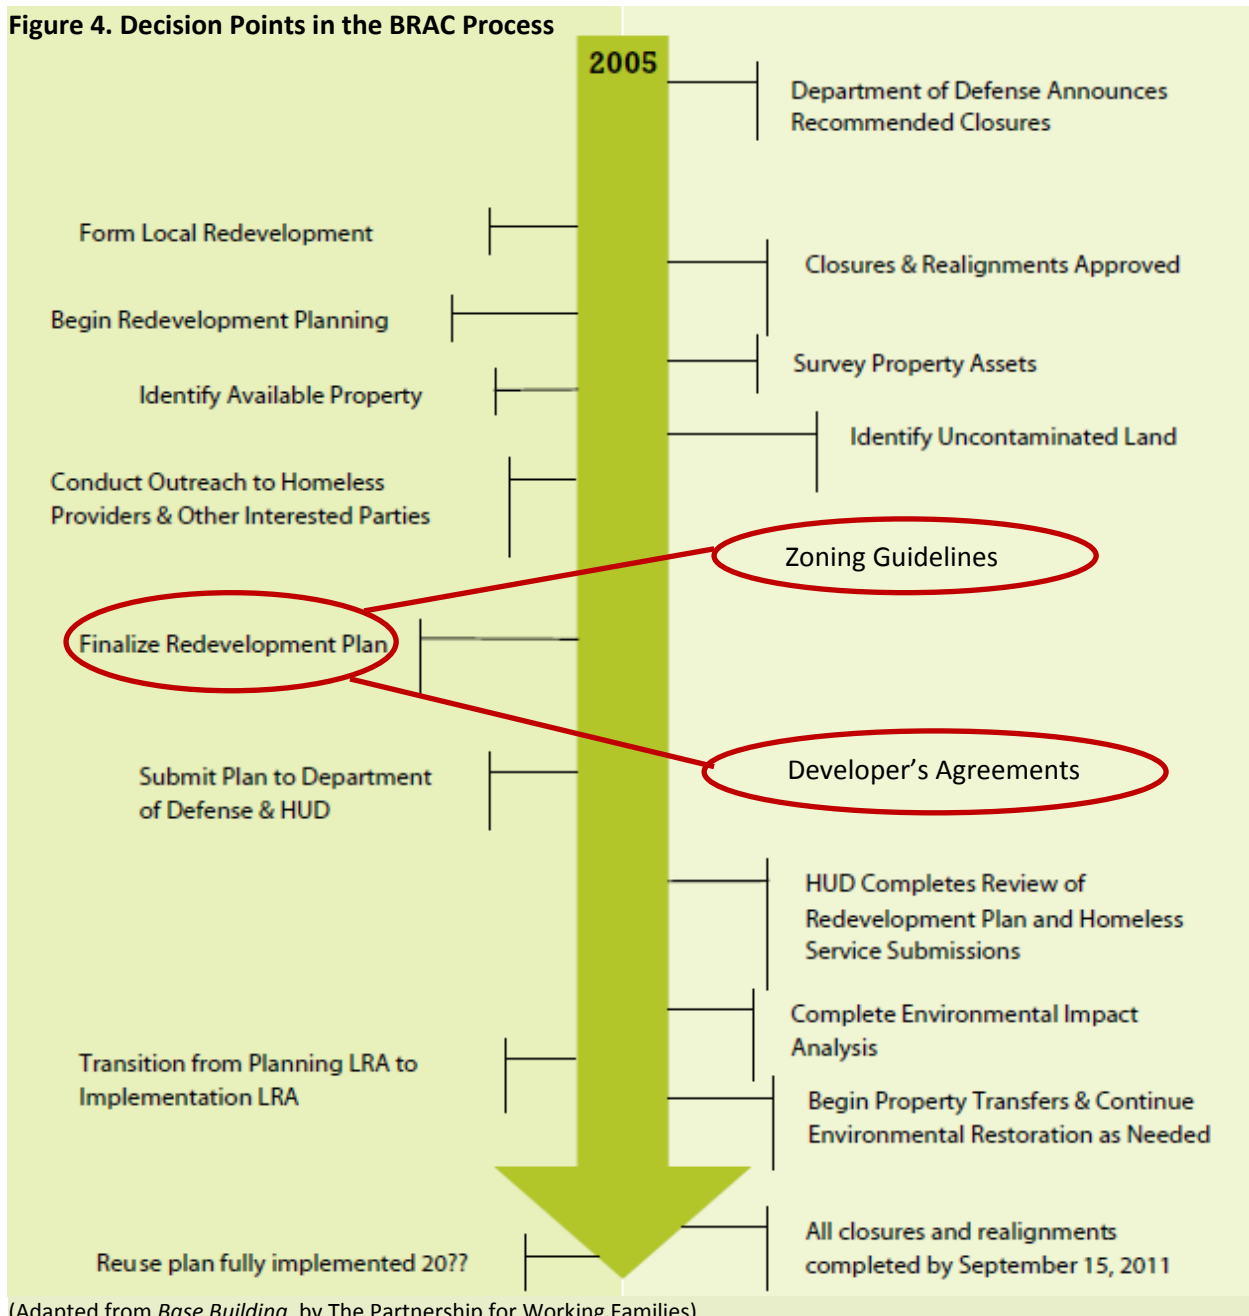 Figure 4. Decision Points in the BRAC Process
2005
Department of Defense Announces
Recommended Closures
Form Local Redevelopment
Closures & Realignments Approved
Begin Redevelopment Planning
Survey Property Assets
Identify Available Property
Identify Uncontaminated Land
Conduct Outreach to Homeless
Providers & Other Interested Parties
Zoning Guidelines
Finalize Redevelopment Plan
Developer’s Agreements
Submit Plan to Department
of Defense & HUD
HUD Completes Review of
Redevelopment Plan and Homeless
Service Submissions
Complete Environmental Impact
Analysis
Transition from Planning LRA to
Implementation LRA
Begin Property Transfers & Continue
Environmental Restoration as Needed
All closures and realignments
completed by September 15, 2011
Reuse plan fully implemented 20??
(Adapted from Base Building, by The Partnership for Working Families)